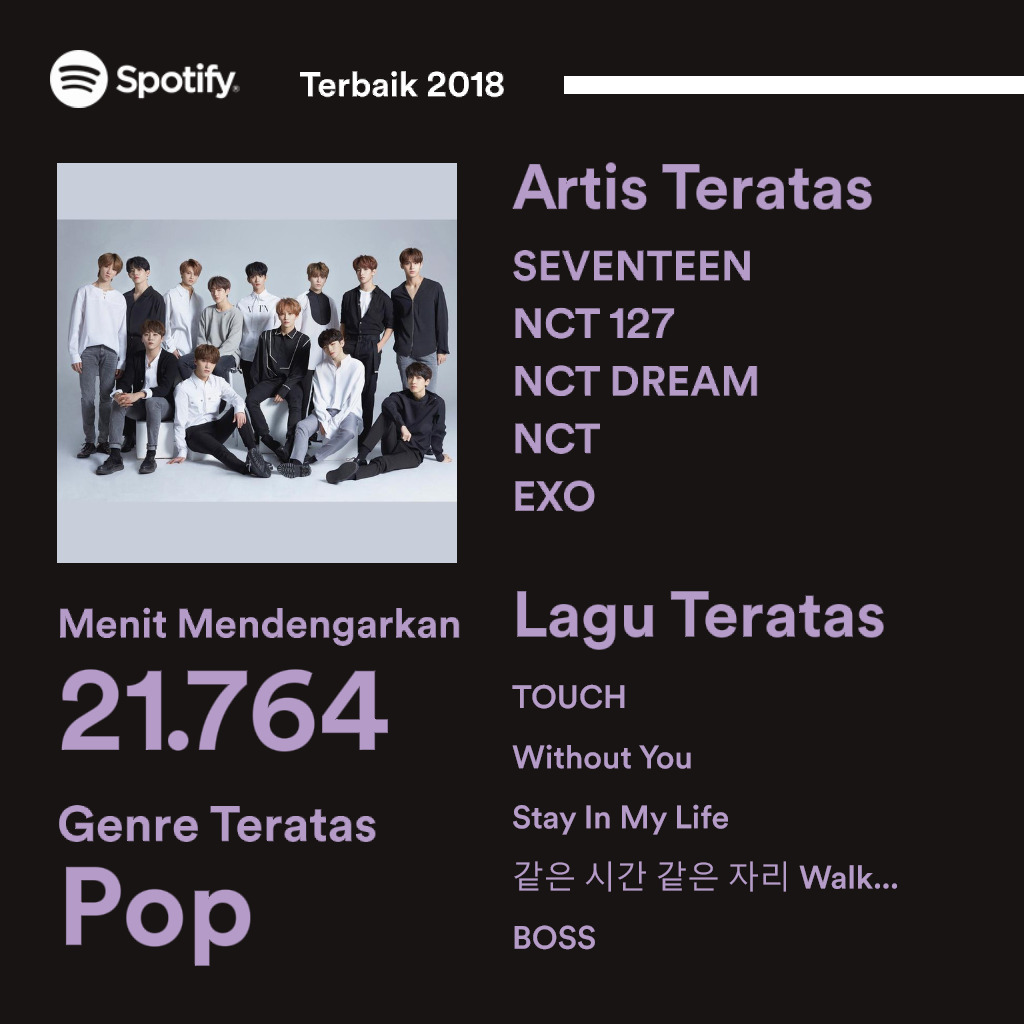 Spotify®
Terbaik 2018
Artis Teratas
SEVENTEEN
NCT 127
NCT DREAM
NCT
EXO
Menit Mendengarkan
21.764
Genre Teratas
Pop
Lagu Teratas
TOUCH
Without You
Stay In My Life
같은 시간 같은 자리 Walk...
BOSS